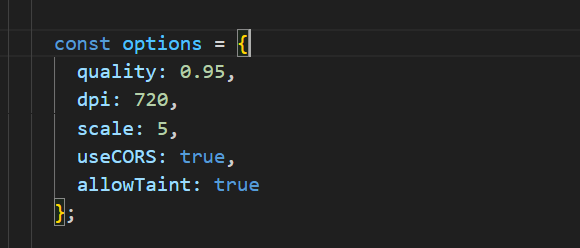 const options = {
quality: 0.95,
dpi: 720,
scale: 5,
useCORS: true,
allowTaint: true
};